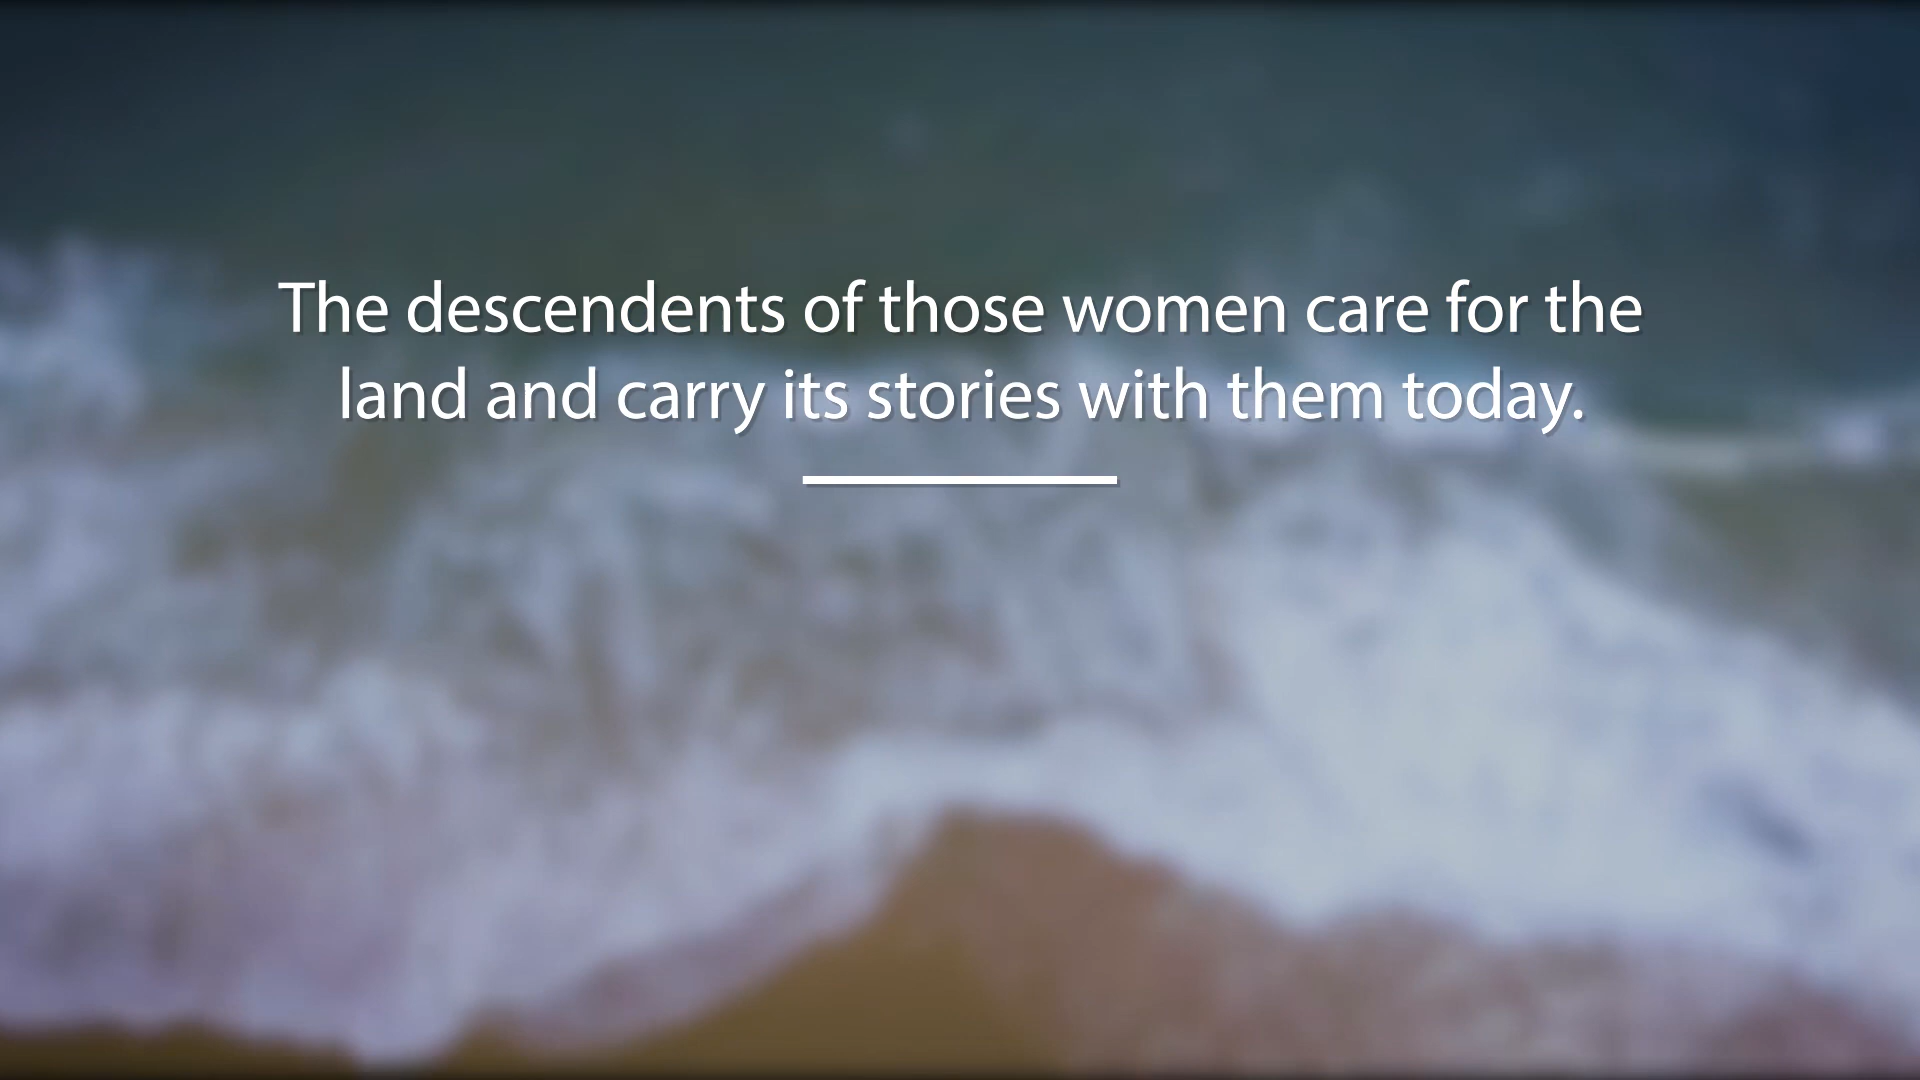 The descendents of those women care for the
land and carry its stories with them today.